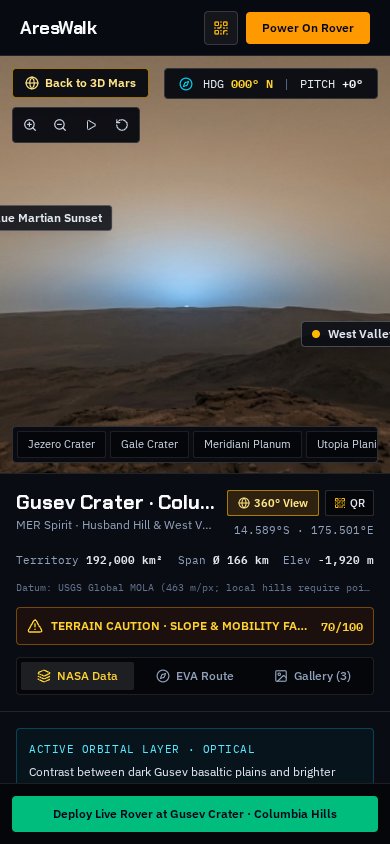 AresWalk
Power On Rover
Back to 3D Mars
HDG 000° N | PITCH +0°
ue Martian Sunset
West Valle
Jezero Crater
Gale Crater
Meridiani Planum
Utopia Plani
Gusev Crater · Colu...
360° View
QR
MER Spirit · Husband Hill & West V...
14.589°S · 175.501°E
Territory 192,000 km² Span Ø 166 km Elev -1,920 m
Datum: USGS Global MOLA (463 m/px; local hills require poi…
TERRAIN CAUTION · SLOPE & MOBILITY FA...
70/100
NASA Data
EVA Route
Gallery (3)
ACTIVE ORBITAL LAYER · OPTICAL
Contrast between dark Gusev basaltic plains and brighter
Deploy Live Rover at Gusev Crater · Columbia Hills